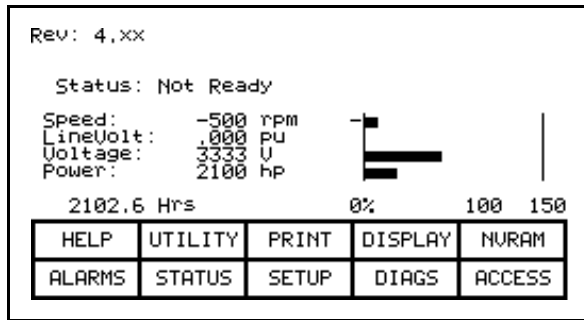 Rev: 4.xx
Status: Not Ready
Speed: -500 rpm -
LineVolt: .000 pu
Voltage: 3333 V
Power: 2100 hp
2102.6 Hrs 0% 100 150
HELP UTILITY PRINT DISPLAY NVRAM
ALARMS STATUS SETUP DIAGS ACCESS